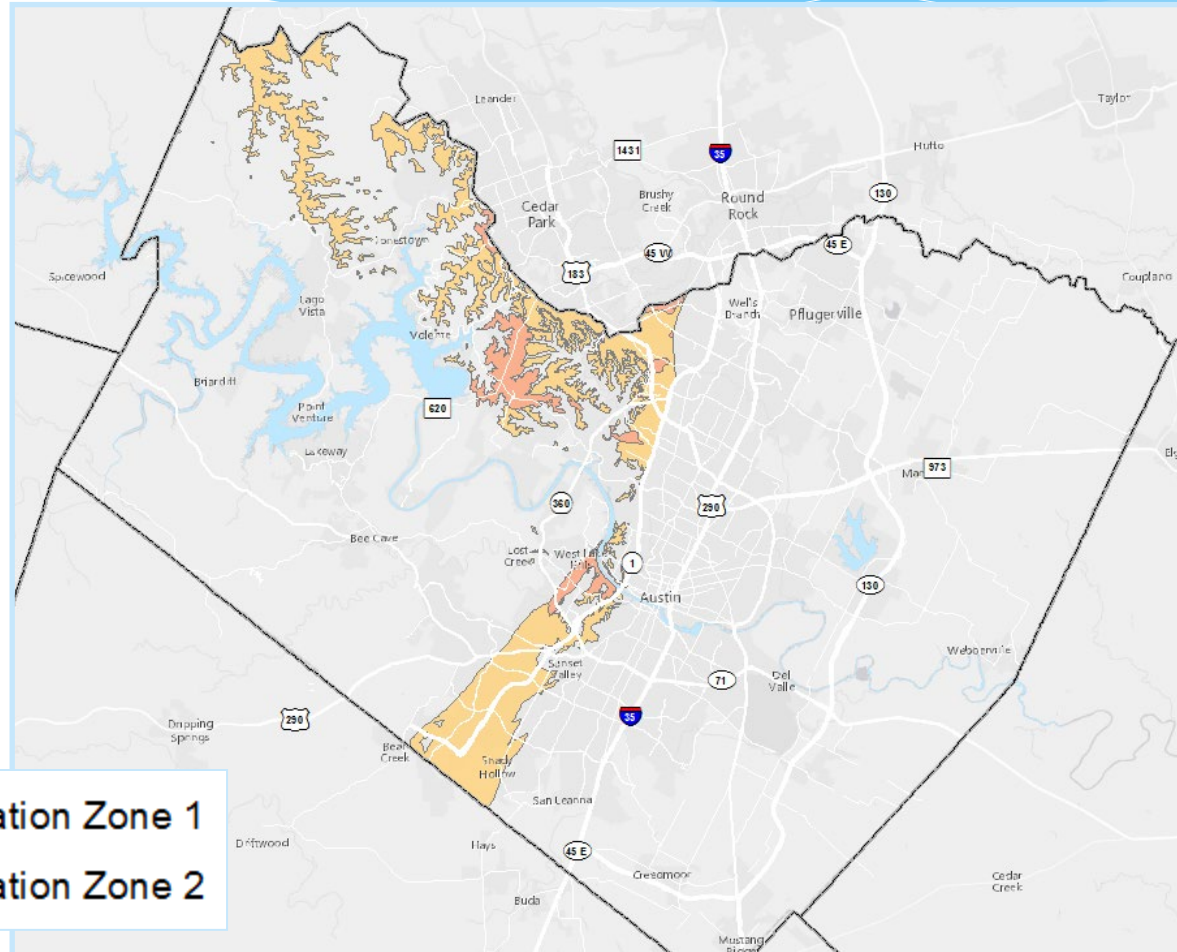 Leander
Taylor
1431
35
Hutto
130
Brushy
Creek
Round
Rock
Cedar
Park
45 W
45 E
183
Spicewood
Jonestown
Coupland
Lago
Vista
Wells
Branch
Pflugerville
Volente
Briarcliff
Point
Venture
620
Lakeway
973
360
290
Bee Cave
Lost
Creek
West Lake
1
Austin
130
Webberville
Sunset
Valley
71
Del
Valle
290
35
Dripping
Springs
Bear
Creek
Shady
Hollow
San Leanna
ation Zone 1
Driftwood
Hays
45 E
ation Zone 2
Creedmoor
Cedar
Creek
Buda
Mustang
Ridge